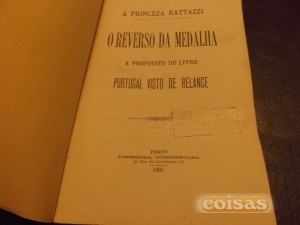 A PRINCEZA RATTAZZI
O REVERSO DA MEDALHA
A PROPOSITO DO LIVRO
PORTUGAL VISTO DE RELANCE
PORTO
IMPRENSA COMMERCIAL
coisas